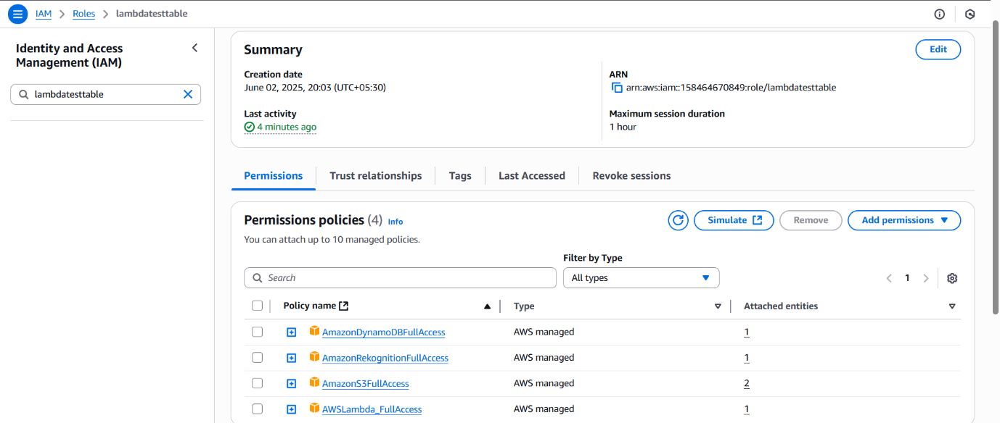 IAM > Roles > lambdatesttable
Identity and Access
Management (IAM)
lambdatesttable
Summary
Edit
Creation date
June 02, 2025, 20:03 (UTC+05:30)
ARN
arn:aws:iam::158464670849:role/lambdatesttable
Last activity
4 minutes ago
Maximum session duration
1 hour
Permissions
Trust relationships
Tags
Last Accessed
Revoke sessions
Permissions policies (4) Info
Simulate
Remove
Add permissions
You can attach up to 10 managed policies.
Filter by Type
Search
All types
1
Policy name Type Attached entities
AmazonDynamoDBFullAccess AWS managed 1
AmazonRekognitionFullAccess AWS managed 1
AmazonS3FullAccess AWS managed 2
AWSLambda_FullAccess AWS managed 1